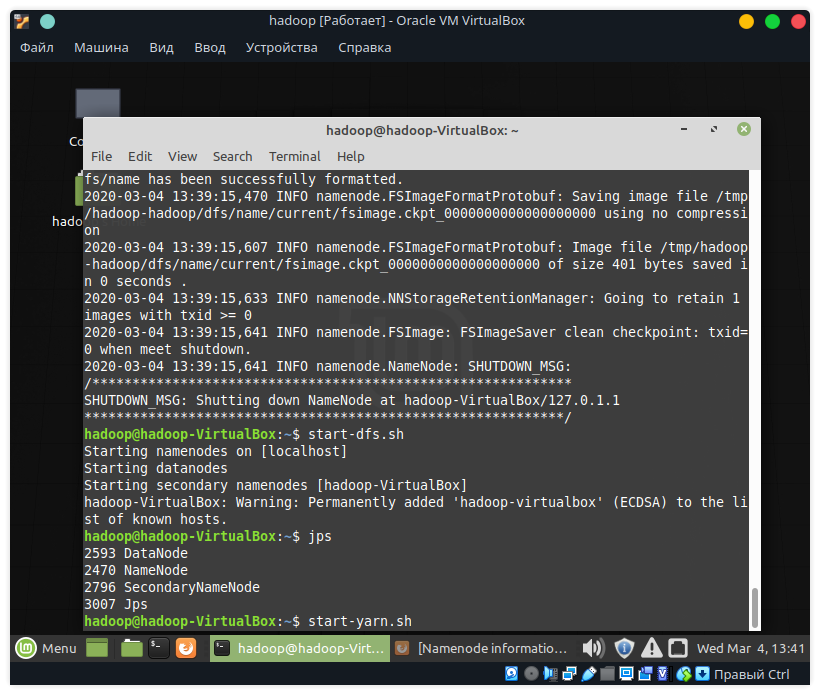 hadoop [Работает] - Oracle VM VirtualBox
Файл Машина Вид Ввод Устройства Справка
hadoop@hadoop-VirtualBox: ~
File Edit View Search Terminal Help
fs/name has been successfully formatted.
2020-03-04 13:39:15,470 INFO namenode.FSImageFormatProtobuf: Saving image file /tmp
/hadoop-hadoop/dfs/name/current/fsimage.ckpt_0000000000000000000 using no compressi
on
2020-03-04 13:39:15,607 INFO namenode.FSImageFormatProtobuf: Image file /tmp/hadoop
-hadoop/dfs/name/current/fsimage.ckpt_0000000000000000000 of size 401 bytes saved i
n 0 seconds .
2020-03-04 13:39:15,633 INFO namenode.NNStorageRetentionManager: Going to retain 1
images with txid >= 0
2020-03-04 13:39:15,641 INFO namenode.FSImage: FSImageSaver clean checkpoint: txid=
0 when meet shutdown.
2020-03-04 13:39:15,641 INFO namenode.NameNode: SHUTDOWN_MSG:
/************************************************************
SHUTDOWN_MSG: Shutting down NameNode at hadoop-VirtualBox/127.0.1.1
************************************************************/
hadoop@hadoop-VirtualBox:~$ start-dfs.sh
Starting namenodes on [localhost]
Starting datanodes
Starting secondary namenodes [hadoop-VirtualBox]
hadoop-VirtualBox: Warning: Permanently added 'hadoop-virtualbox' (ECDSA) to the li
st of known hosts.
hadoop@hadoop-VirtualBox:~$ jps
2593 DataNode
2470 NameNode
2796 SecondaryNameNode
3007 Jps
hadoop@hadoop-VirtualBox:~$ start-yarn.sh
Menu hadoop@hadoop-Virt... [Namenode informatio... Wed Mar 4, 13:41
Правый Ctrl